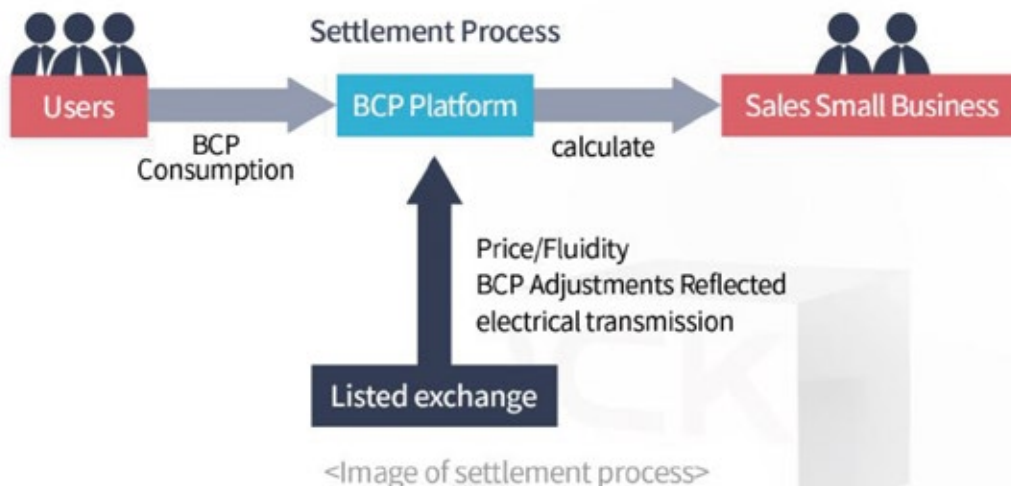 Settlement Process
Users
BCP Platform
Sales Small Business
BCP
Consumption
calculate
Price/Fluidity
BCP Adjustments Reflected
electrical transmission
Listed exchange
<Image of settlement process>